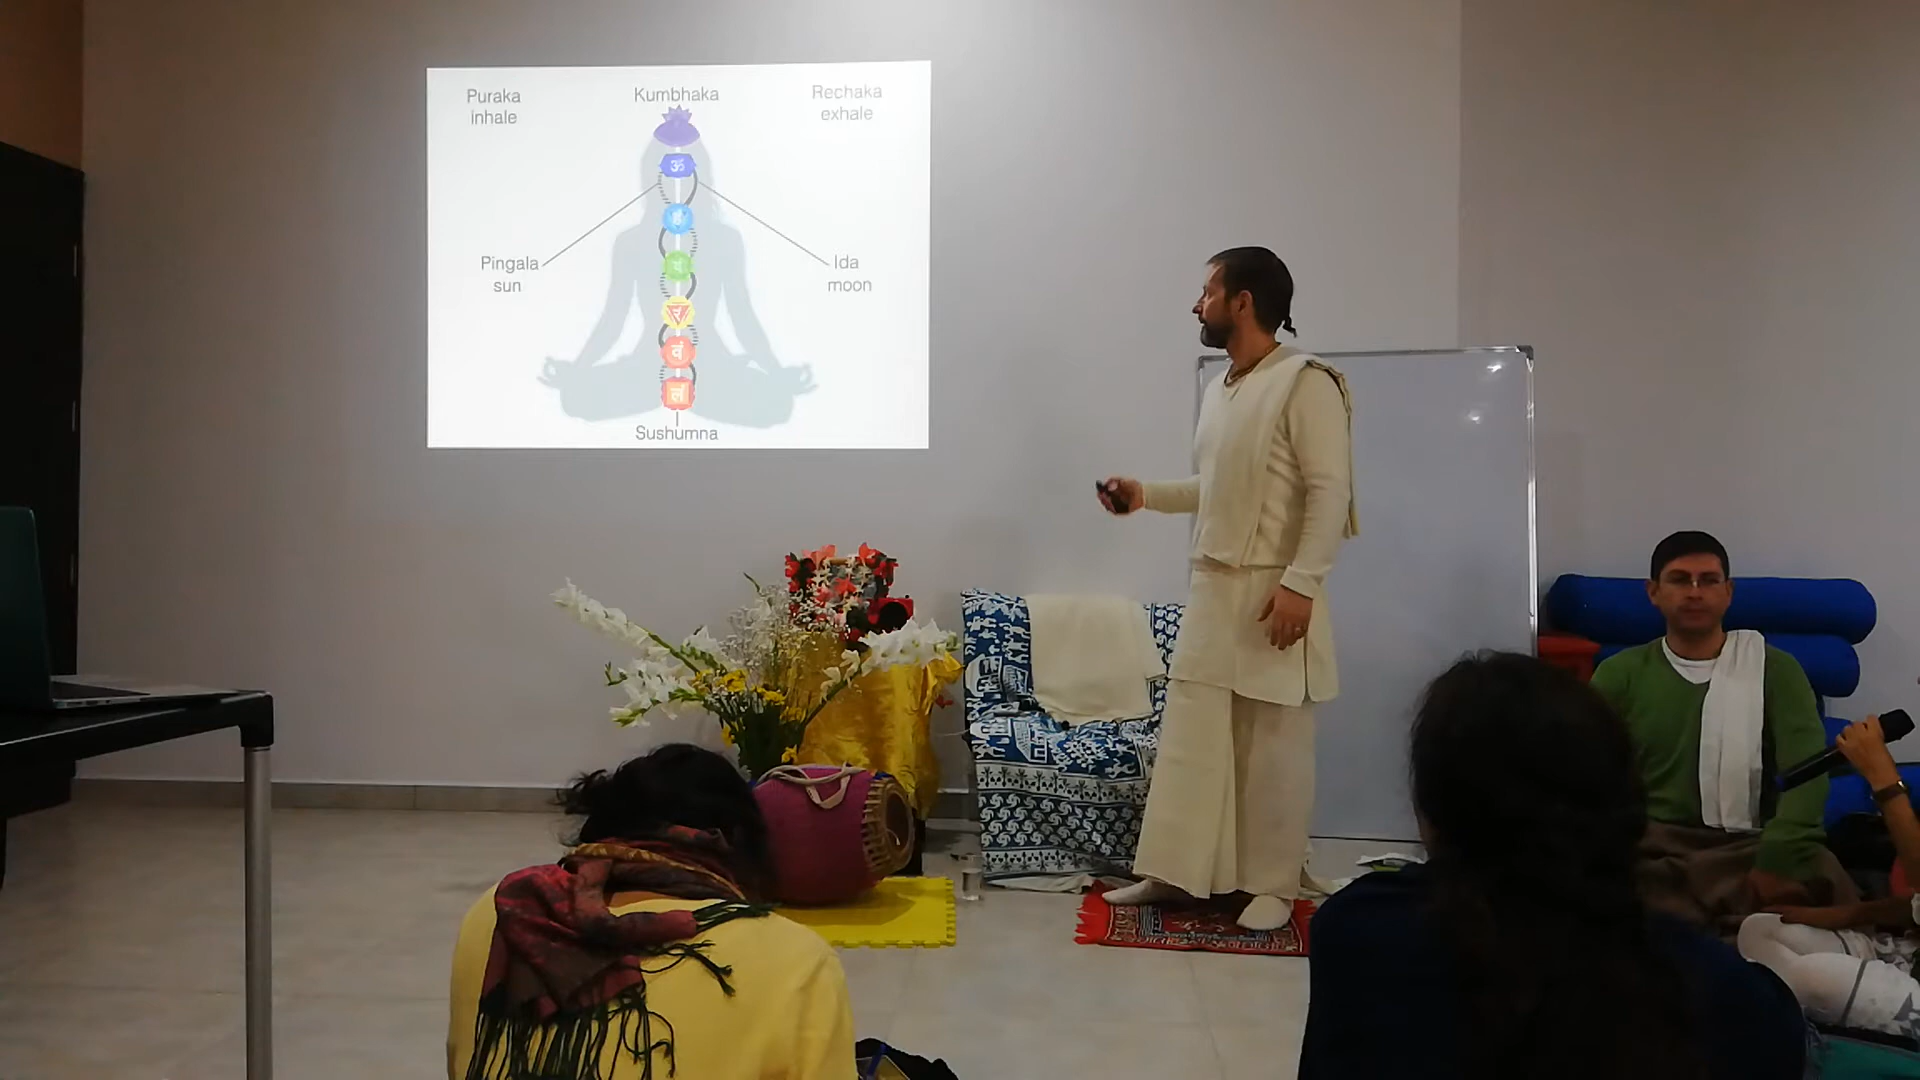 Puraka
inhale
Kumbhaka
Rechaka
exhale
ॐ
हं
यं
Pingala
sun
Ida
moon
रं
वं
लं
Sushumna